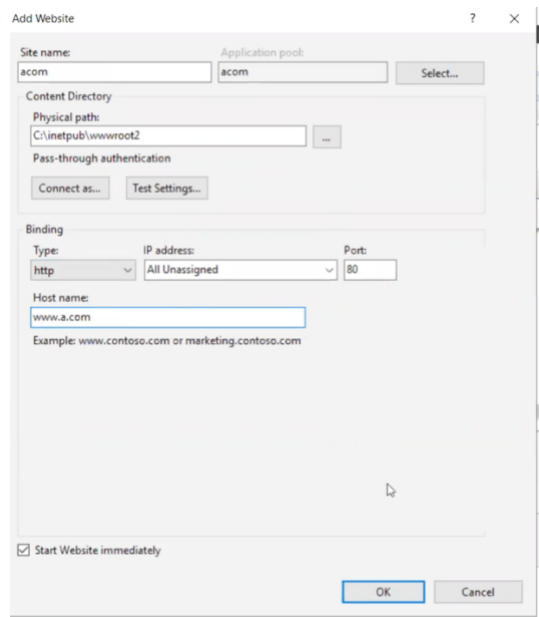 Add Website
Site name: Application pool:
acom acom Select...
Content Directory
Physical path:
C:\inetpub\wwwroot2 ...
Pass-through authentication
Connect as... Test Settings...
Binding
Type: IP address: Port:
http All Unassigned 80
Host name:
www.a.com
Example: www.contoso.com or marketing.contoso.com
Start Website immediately
OK Cancel